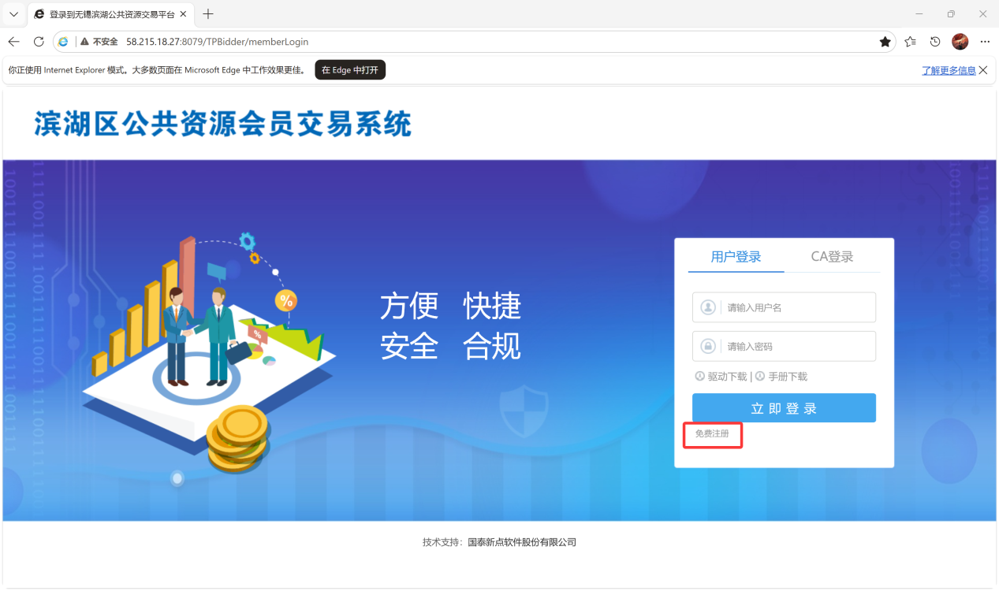 登录到无锡滨湖公共资源交易平台
不安全 58.215.18.27:8079/TPBidder/memberLogin
你正使用 Internet Explorer 模式。大多数页面在 Microsoft Edge 中工作效果更佳。 在 Edge 中打开 了解更多信息
滨湖区公共资源会员交易系统
用户登录 CA登录
方便 快捷
安全 合规
%
%
请输入用户名
请输入密码
驱动下载 | 手册下载
立即登录
免费注册
技术支持：国泰新点软件股份有限公司